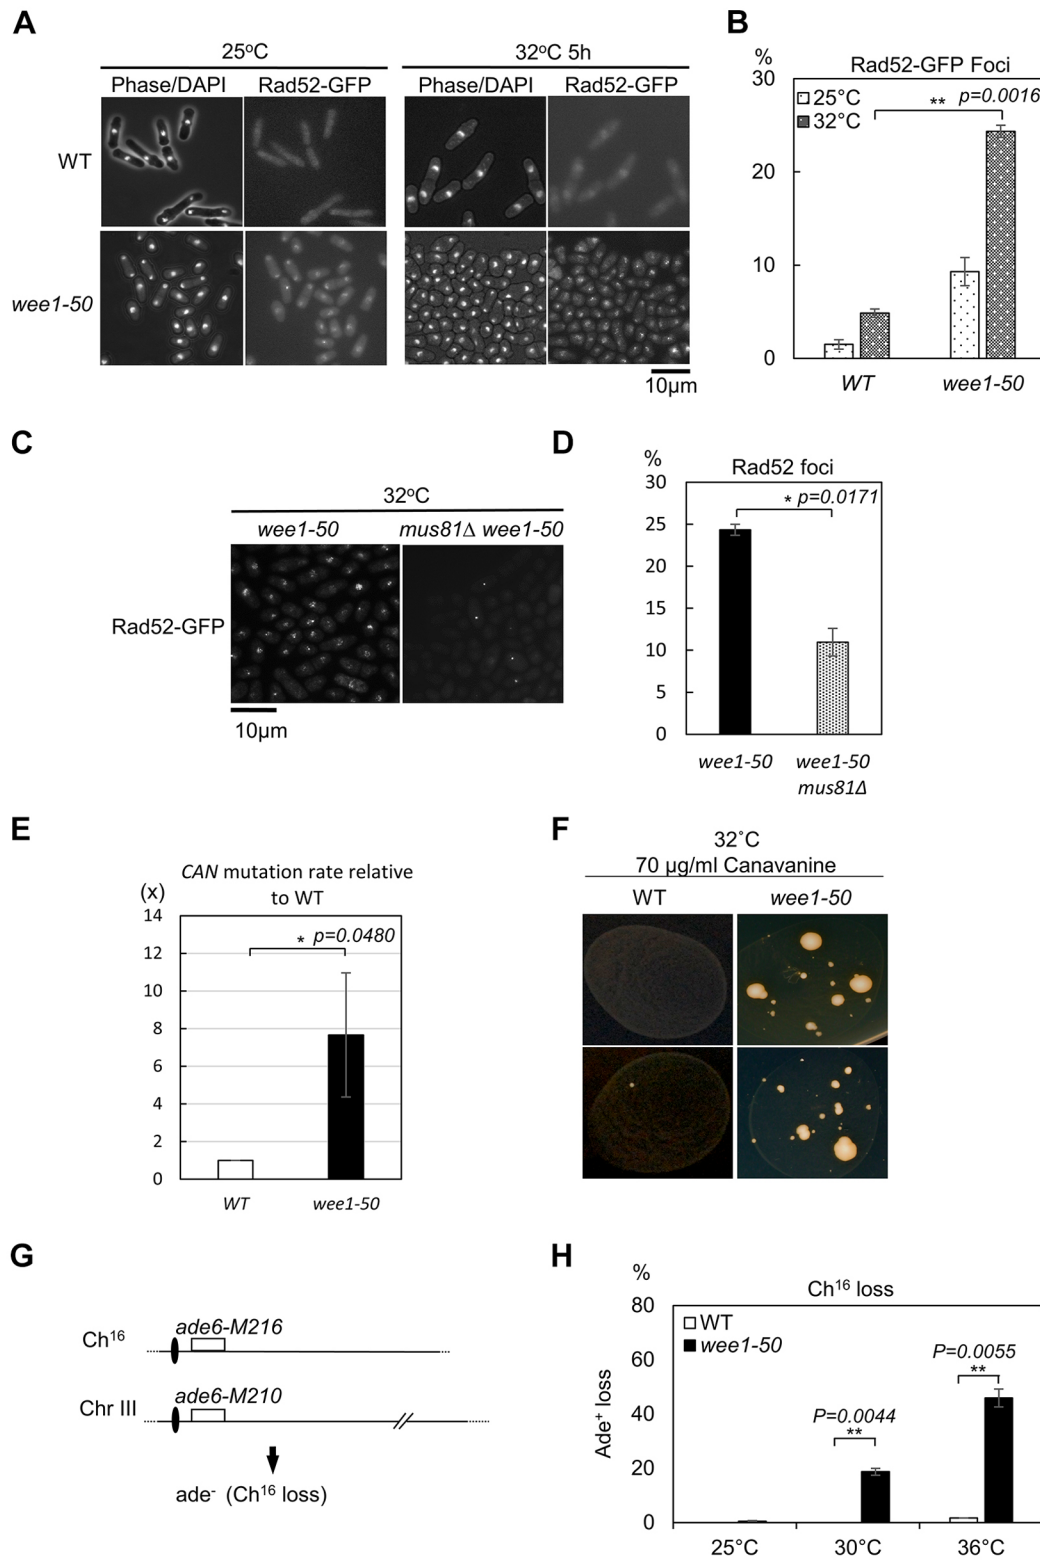 A
25°C
32°C 5h
Phase/DAPI
Rad52-GFP
Phase/DAPI
Rad52-GFP
WT
wee1-50
10µm
B
%
Rad52-GFP Foci
30
25°C
32°C
** p=0.0016
20
10
0
WT
wee1-50
C
32°C
wee1-50
mus81Δ wee1-50
Rad52-GFP
10µm
D
%
Rad52 foci
30
* p=0.0171
25
20
15
10
5
0
wee1-50
wee1-50
mus81Δ
E
CAN mutation rate relative
to WT
(x)
14
* p=0.0480
12
10
8
6
4
2
0
WT
wee1-50
F
32˚C
70 µg/ml Canavanine
WT
wee1-50
G
Ch16
ade6-M216
Chr III
ade6-M210
ade- (Ch16 loss)
H
%
Ch16 loss
80
WT
wee1-50
60
P=0.0055
**
40
P=0.0044
**
20
0
Ade+ loss
25°C
30°C
36°C